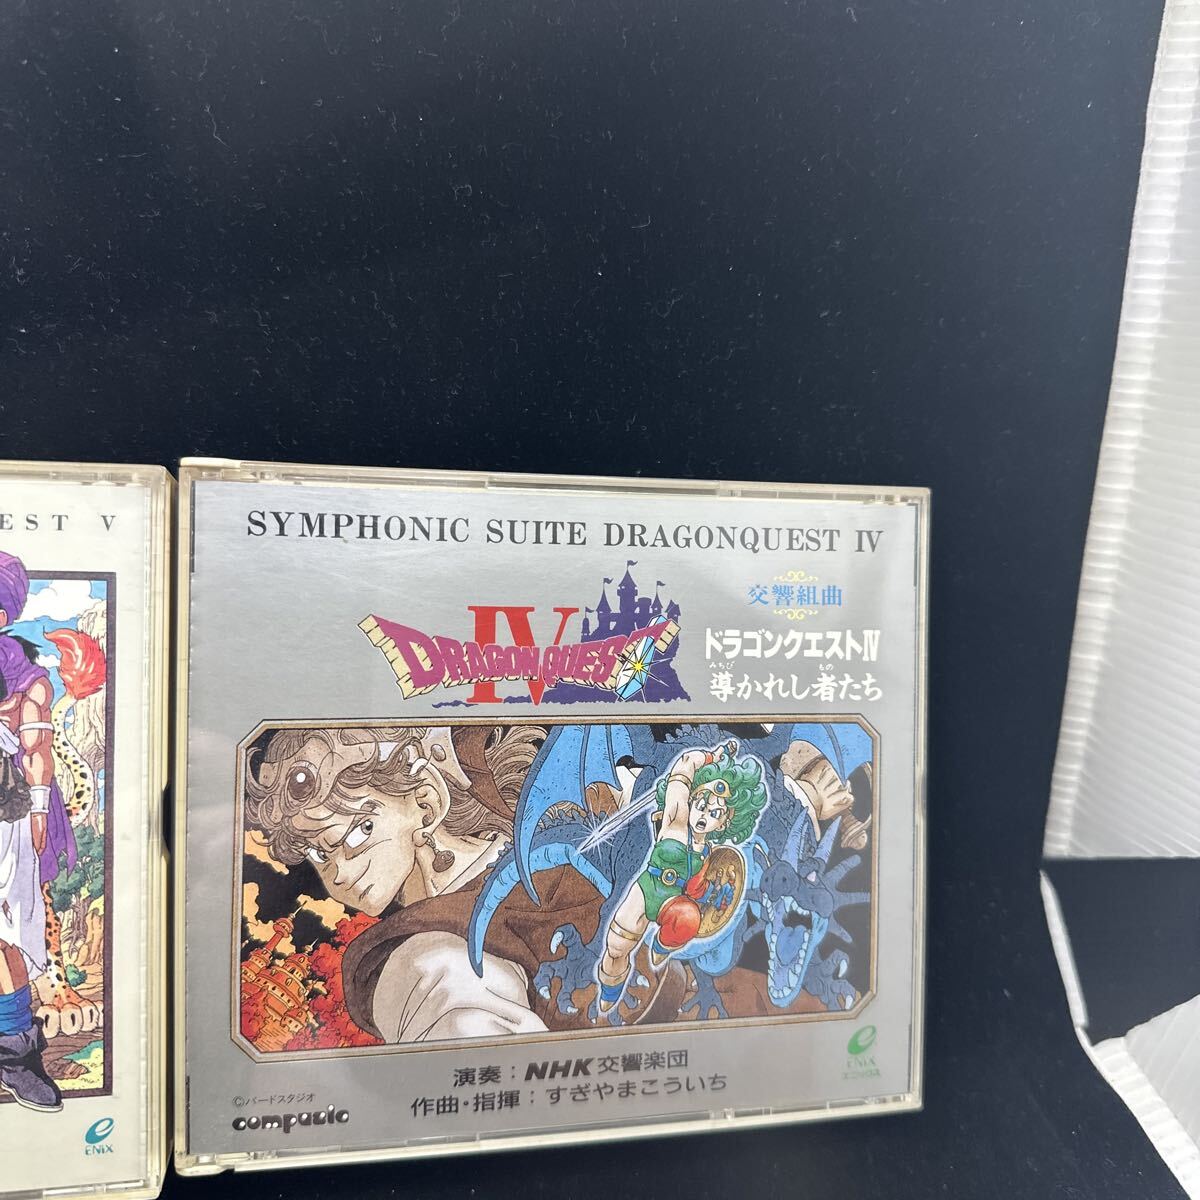 EST V
ENIX
SYMPHONIC SUITE DRAGONQUEST IV
交響組曲
IV
DRAGON QUEST
ドラゴンクエストIV
みちび もの
導かれし者たち
演奏:NHK交響楽団
作曲・指揮:すぎやまこういち
©バードスタジオ
compuzic
ENIX
エニックス